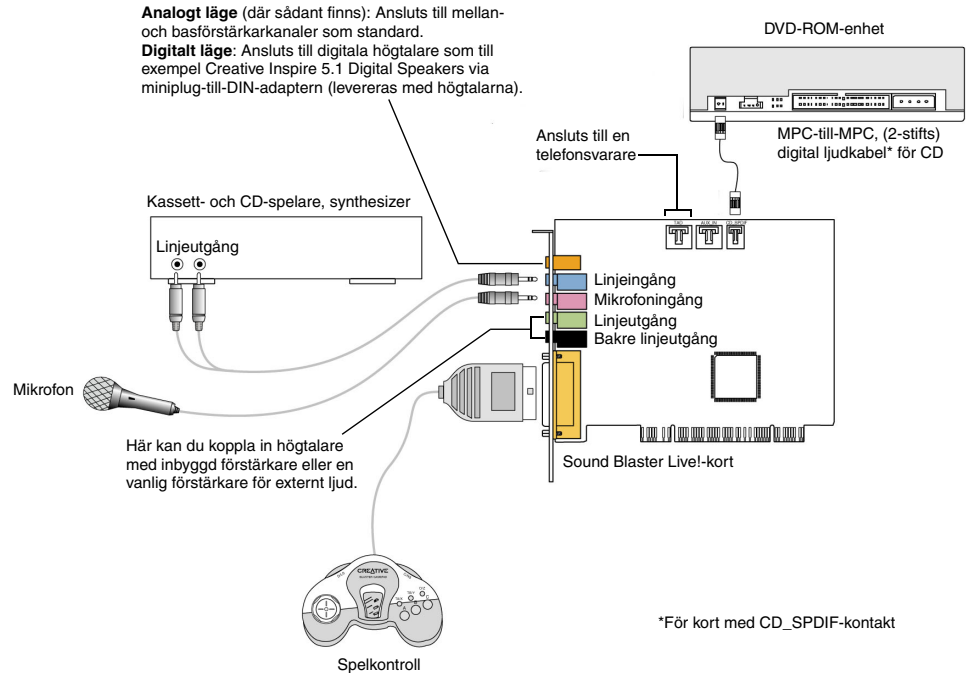 Analogt läge (där sådant finns): Ansluts till mellan-
och basförstärkarkanaler som standard.
Digitalt läge: Ansluts till digitala högtalare som till
exempel Creative Inspire 5.1 Digital Speakers via
miniplug-till-DIN-adaptern (levereras med högtalarna).
DVD-ROM-enhet
MPC-till-MPC, (2-stifts)
digital ljudkabel* för CD
Ansluts till en
telefonsvarare
Kassett- och CD-spelare, synthesizer
Linjeutgång
TAD
AUX_IN
CD_SPDIF
Linjeingång
Mikrofoningång
Linjeutgång
Bakre linjeutgång
Mikrofon
Här kan du koppla in högtalare
med inbyggd förstärkare eller en
vanlig förstärkare för externt ljud.
Sound Blaster Live!-kort
CREATIVE
*För kort med CD_SPDIF-kontakt
Spelkontroll